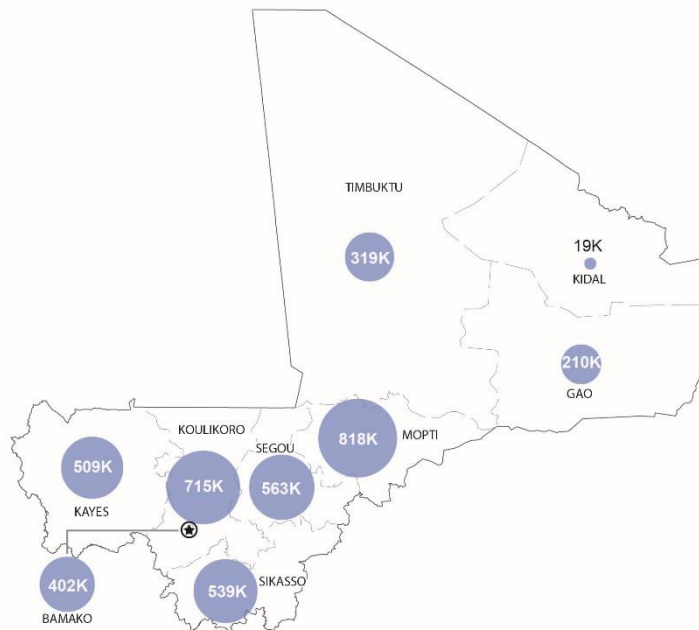 TIMBUKTU
319K
19K
KIDAL
210K
GAO
KOULIKORO
SEGOU
818K
MOPTI
509K
715K
563K
KAYES
402K
539K
SIKASSO
BAMAKO